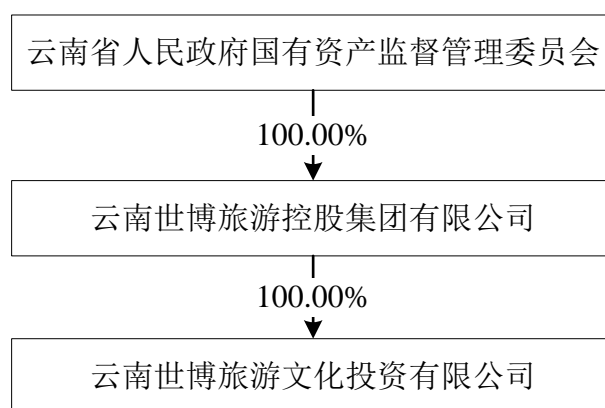 云南省人民政府国有资产监督管理委员会
100.00%
云南世博旅游控股集团有限公司
100.00%
云南世博旅游文化投资有限公司